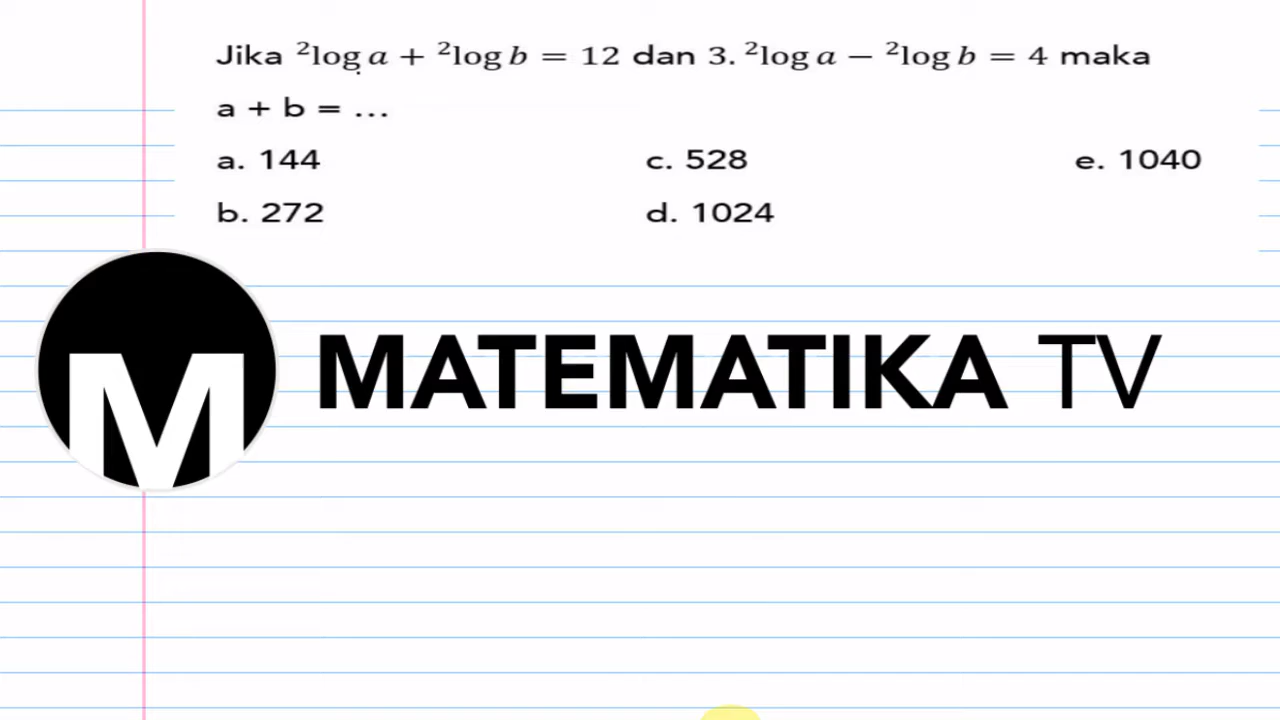 Jika ²log a + ²log b = 12 dan 3. ²log a − ²log b = 4 maka
a + b = ...
a. 144 c. 528 e. 1040
b. 272 d. 1024
M MATEMATIKA TV